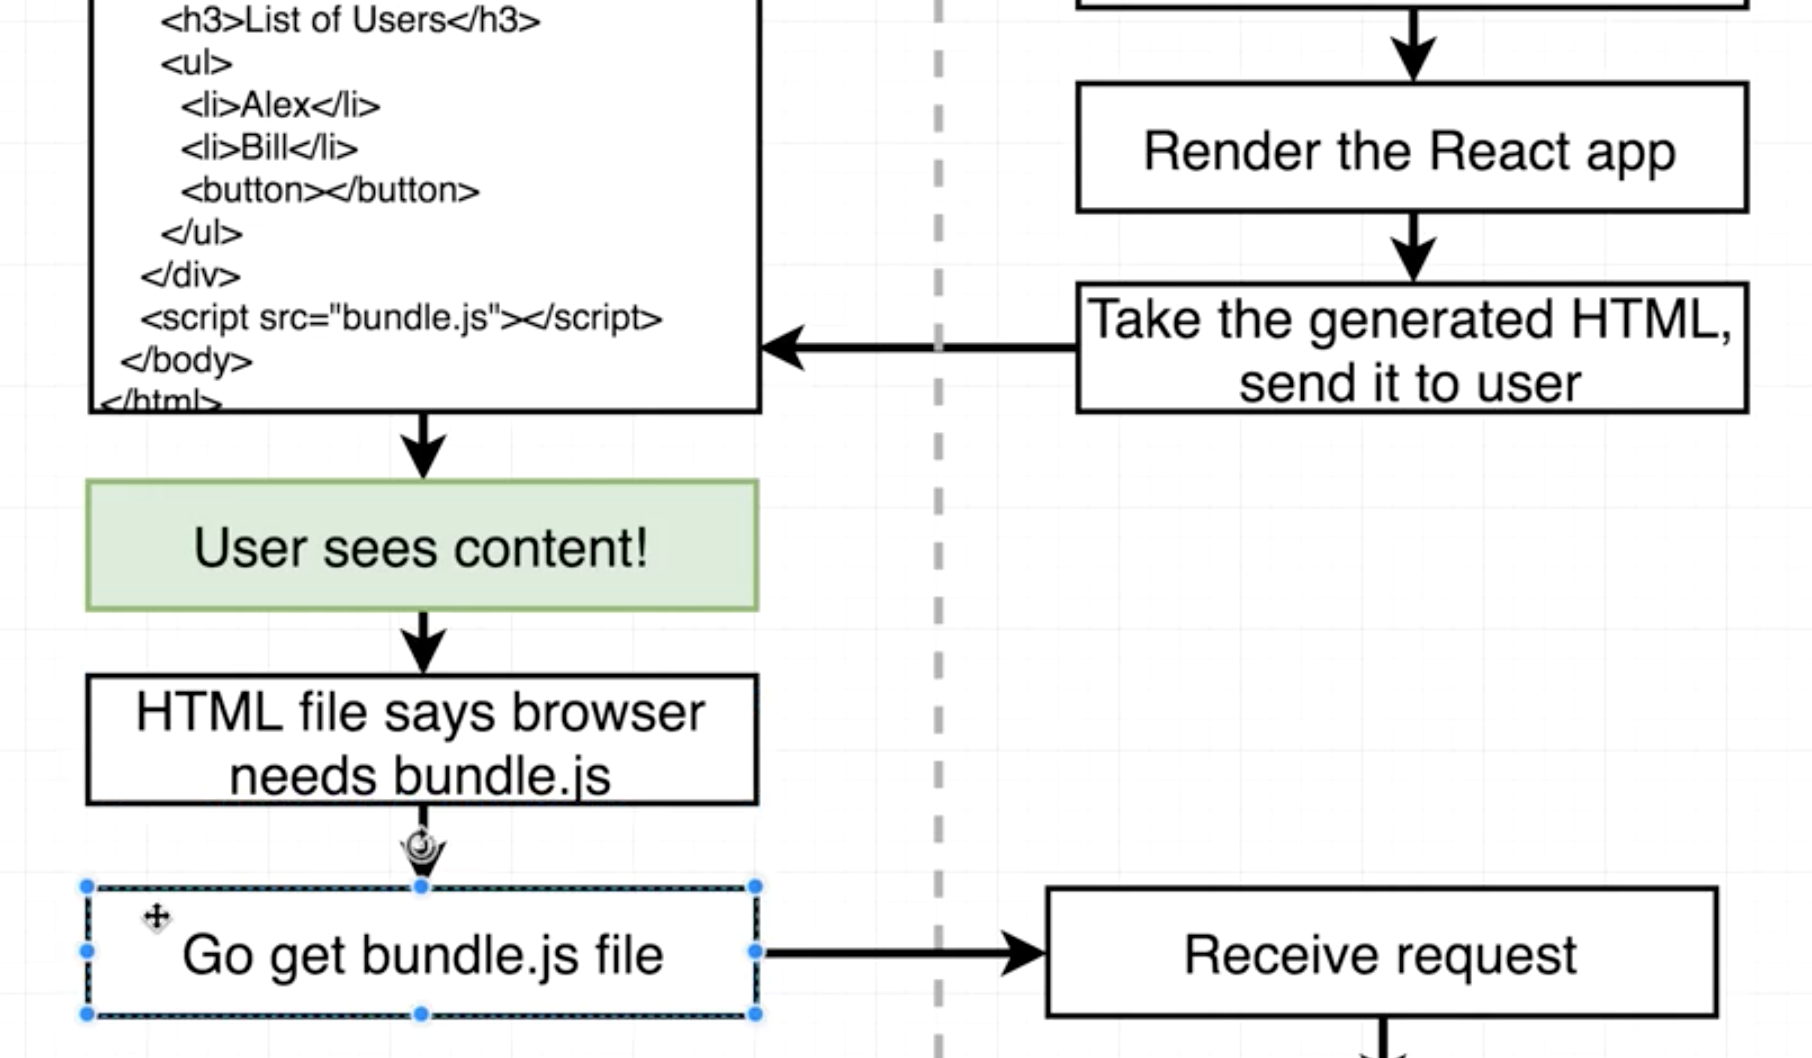 <h3>List of Users</h3>
<ul>
<li>Alex</li>
<li>Bill</li>
<button></button>
</ul>
</div>
<script src="bundle.js"></script>
</body>
</html>
User sees content!
HTML file says browser
needs bundle.js
Go get bundle.js file
Render the React app
Take the generated HTML,
send it to user
Receive request